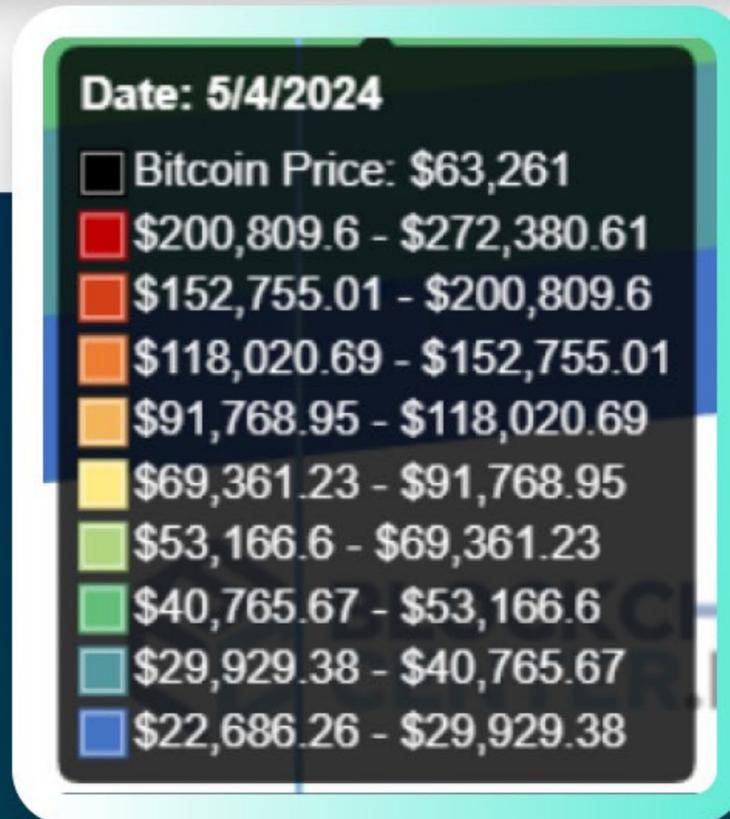 Date: 5/4/2024
Bitcoin Price: $63,261
$200,809.6 - $272,380.61
$152,755.01 - $200,809.6
$118,020.69 - $152,755.01
$91,768.95 - $118,020.69
$69,361.23 - $91,768.95
$53,166.6 - $69,361.23
$40,765.67 - $53,166.6
$29,929.38 - $40,765.67
$22,686.26 - $29,929.38